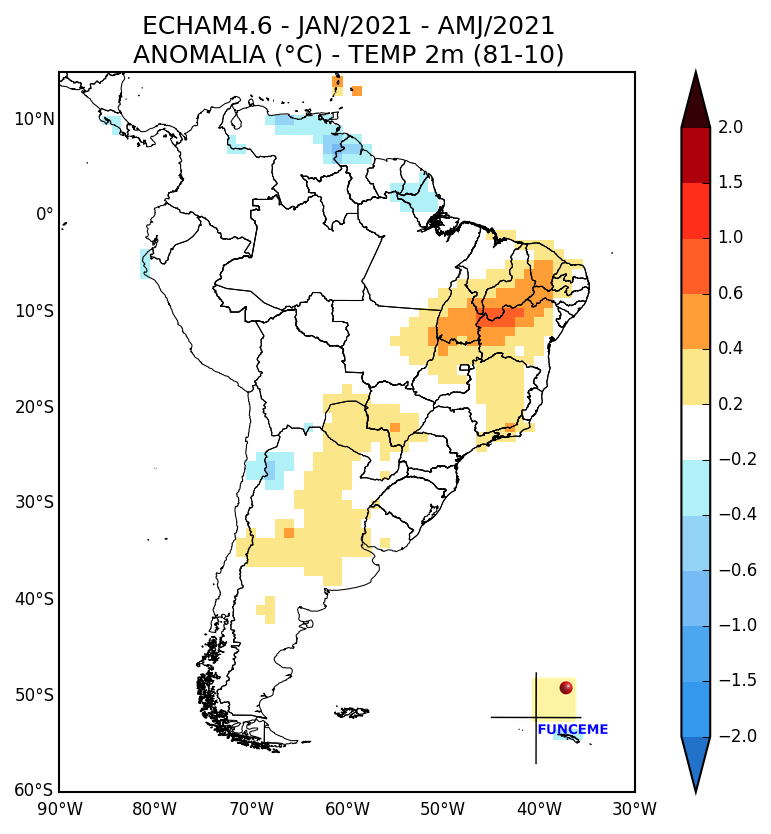 ECHAM4.6 - JAN/2021 - AMJ/2021
ANOMALIA (°C) - TEMP 2m (81-10)
10°N
0°
10°S
20°S
30°S
40°S
50°S
60°S
90°W 80°W 70°W 60°W 50°W 40°W 30°W
2.0
1.5
1.0
0.6
0.4
0.2
−0.2
−0.4
−0.6
−1.0
−1.5
−2.0
FUNCEME